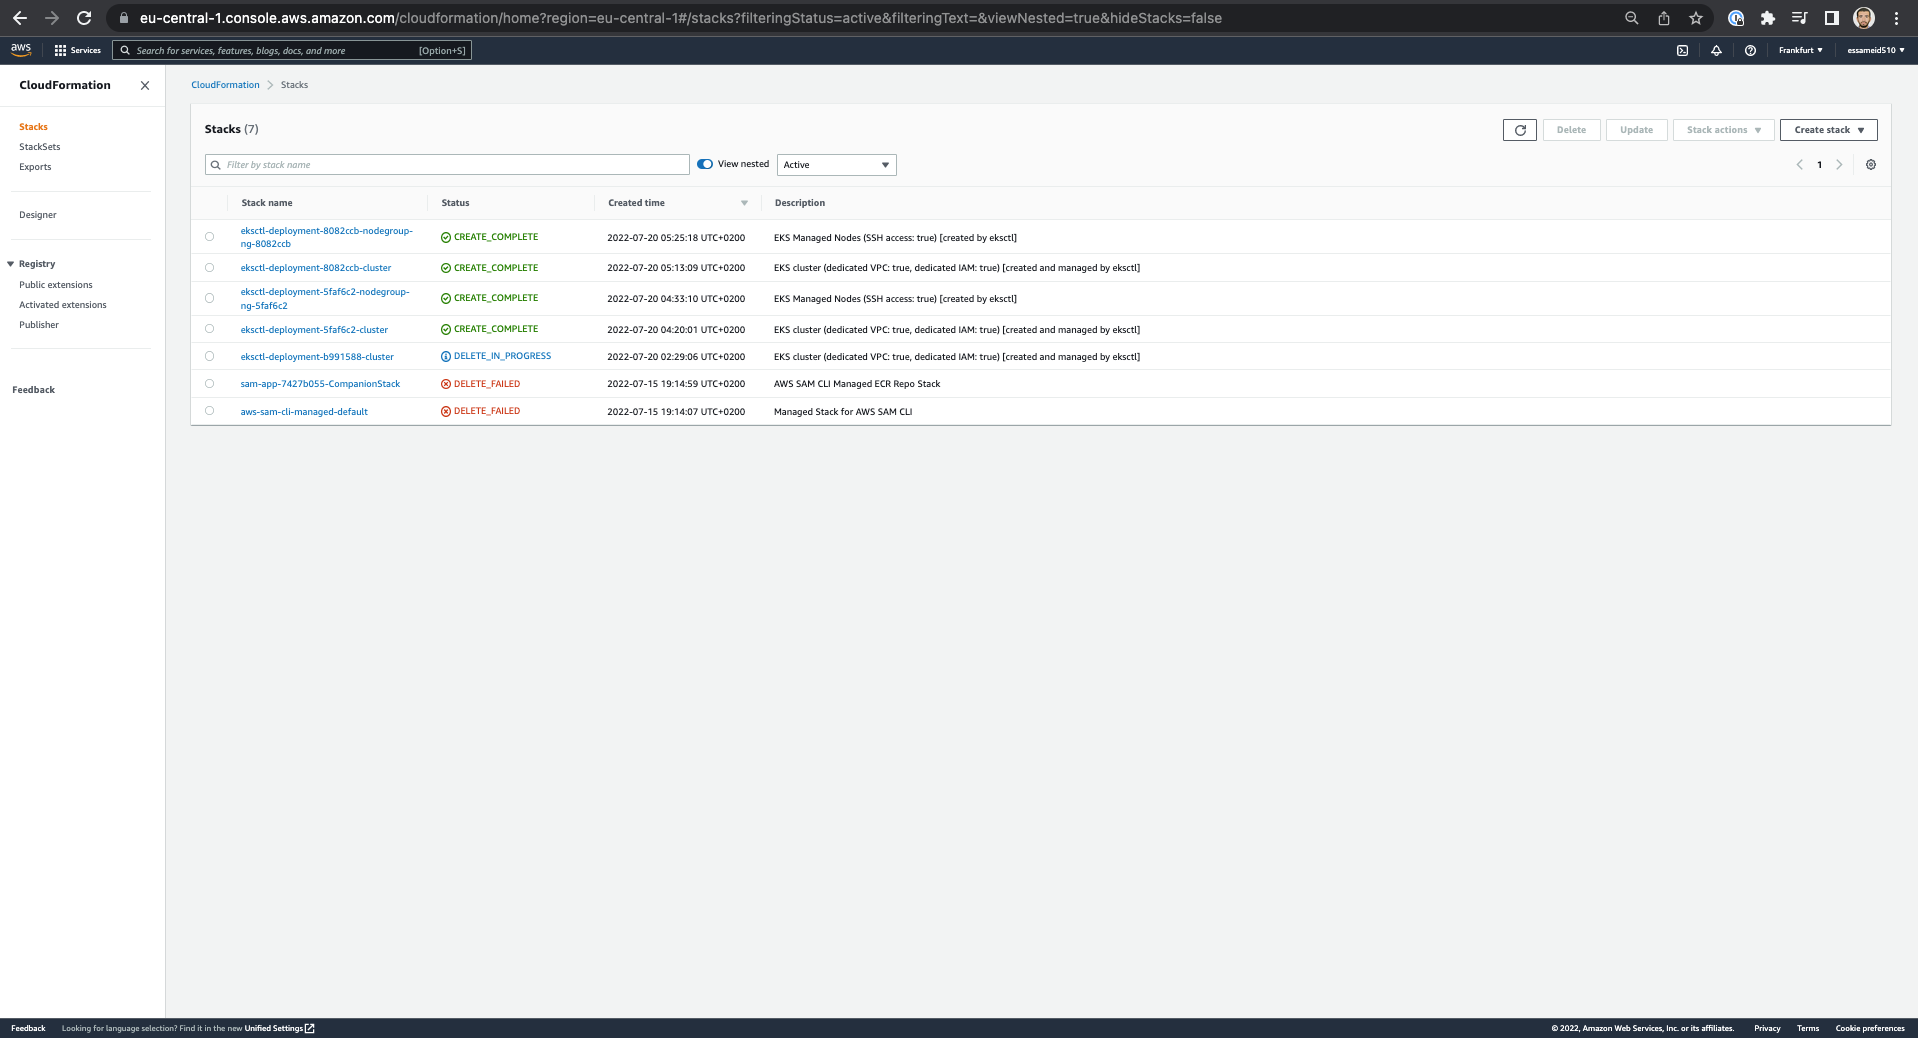 eu-central-1.console.aws.amazon.com/cloudformation/home?region=eu-central-1#/stacks?filteringStatus=active&filteringText=&viewNested=true&hideStacks=false
aws
Services
Search for services, features, blogs, docs, and more
[Option+S]
Frankfurt
essameid510
CloudFormation
Stacks
StackSets
Exports
Designer
Registry
Public extensions
Activated extensions
Publisher
Feedback
CloudFormation Stacks
Stacks (7)
Delete
Update
Stack actions
Create stack
Filter by stack name
View nested
Active
1
Stack name Status Created time Description
eksctl-deployment-8082ccb-nodegroup-
ng-8082ccb
CREATE_COMPLETE 2022-07-20 05:25:18 UTC+0200 EKS Managed Nodes (SSH access: true) [created by eksctl]
eksctl-deployment-8082ccb-cluster CREATE_COMPLETE 2022-07-20 05:13:09 UTC+0200 EKS cluster (dedicated VPC: true, dedicated IAM: true) [created and managed by eksctl]
eksctl-deployment-5faf6c2-nodegroup-
ng-5faf6c2
CREATE_COMPLETE 2022-07-20 04:33:10 UTC+0200 EKS Managed Nodes (SSH access: true) [created by eksctl]
eksctl-deployment-5faf6c2-cluster CREATE_COMPLETE 2022-07-20 04:20:01 UTC+0200 EKS cluster (dedicated VPC: true, dedicated IAM: true) [created and managed by eksctl]
eksctl-deployment-b991588-cluster DELETE_IN_PROGRESS 2022-07-20 02:29:06 UTC+0200 EKS cluster (dedicated VPC: true, dedicated IAM: true) [created and managed by eksctl]
sam-app-7427b055-CompanionStack DELETE_FAILED 2022-07-15 19:14:59 UTC+0200 AWS SAM CLI Managed ECR Repo Stack
aws-sam-cli-managed-default DELETE_FAILED 2022-07-15 19:14:07 UTC+0200 Managed Stack for AWS SAM CLI
Feedback Looking for language selection? Find it in the new Unified Settings
© 2022, Amazon Web Services, Inc. or its affiliates. Privacy Terms Cookie preferences